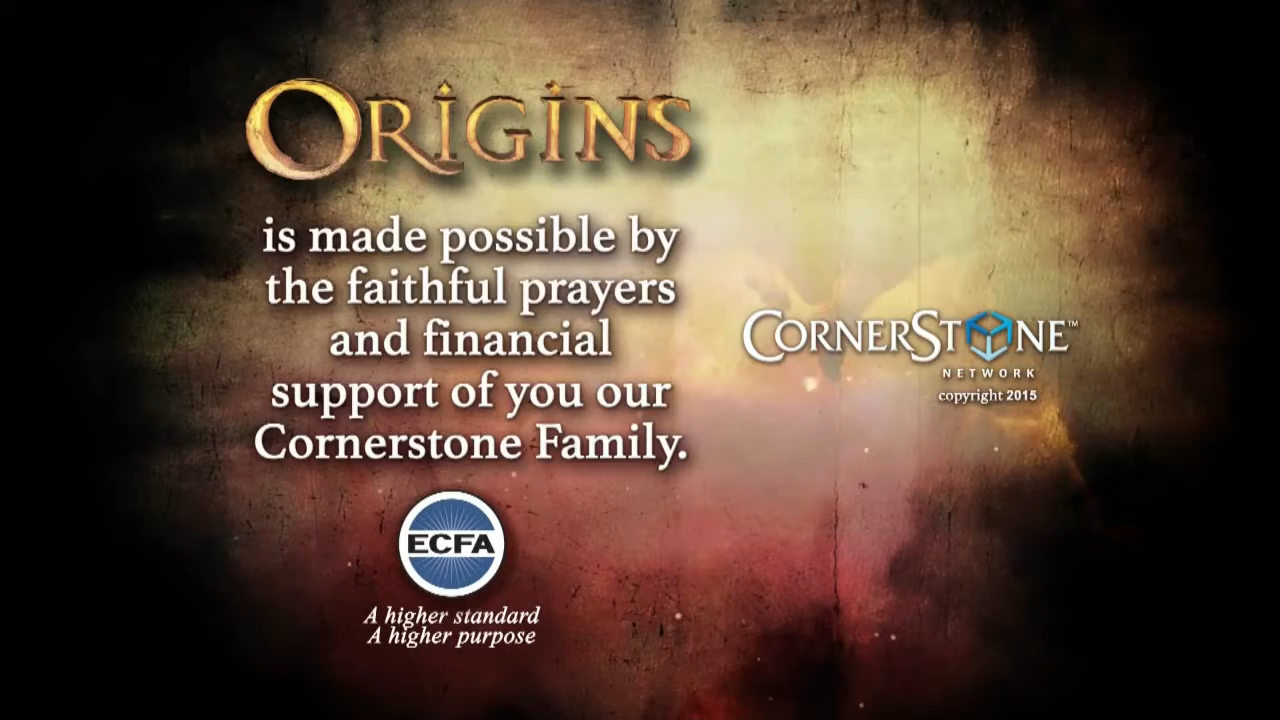 ORIGINS
is made possible by
the faithful prayers
and financial
support of you our
Cornerstone Family.
ECFA
A higher standard
A higher purpose
CORNERSTONE™
NETWORK
copyright 2015